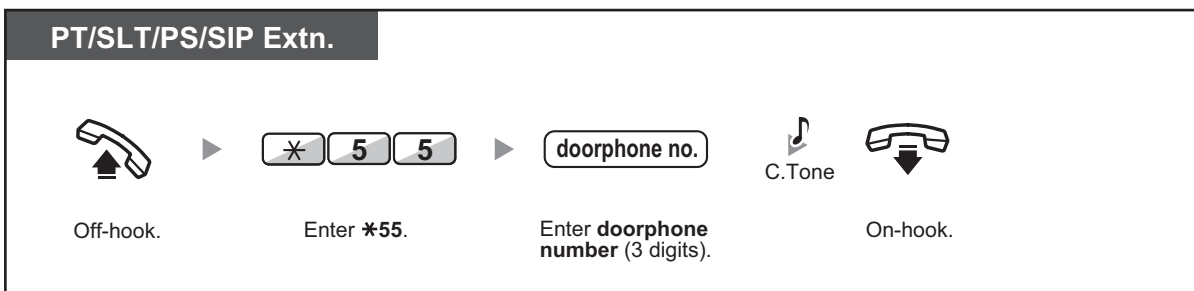 PT/SLT/PS/SIP Extn.
✕ 5 5
doorphone no.
C.Tone
Off-hook.
Enter ✕55.
Enter doorphone
number (3 digits).
On-hook.